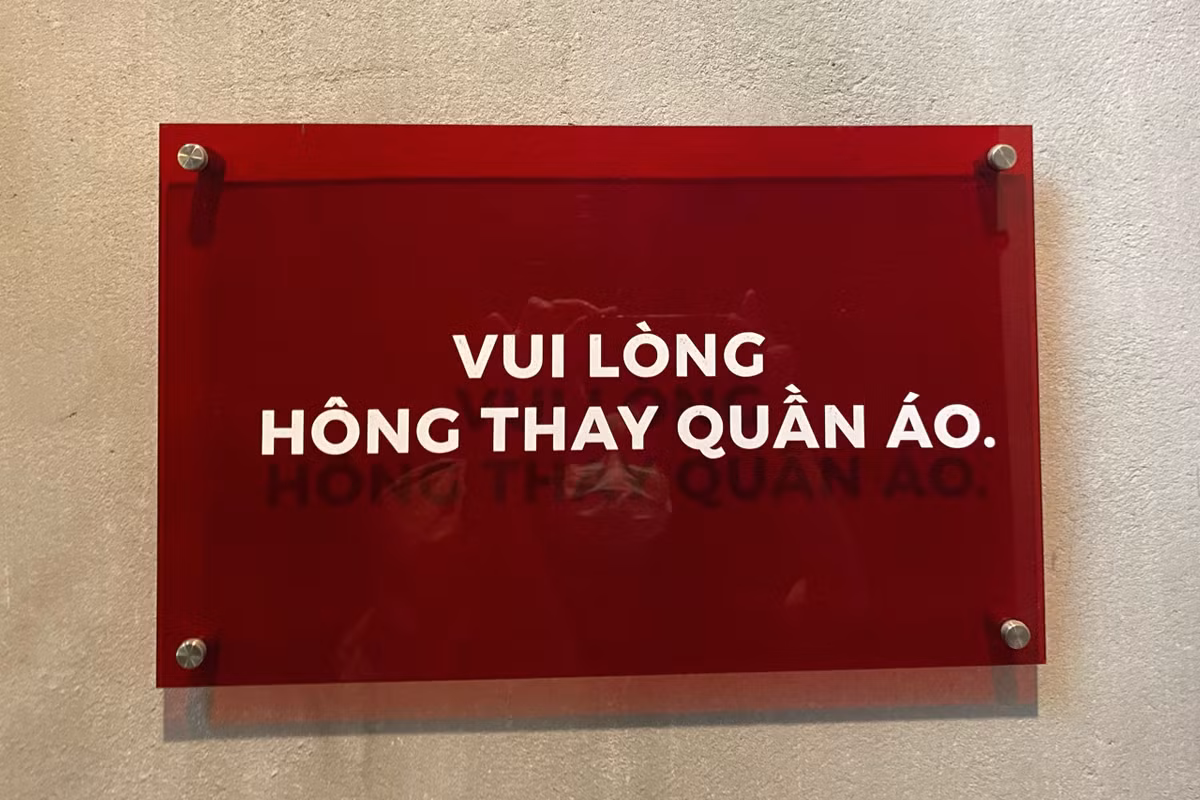 VUI LÒNG
HÔNG THAY QUẦN ÁO.